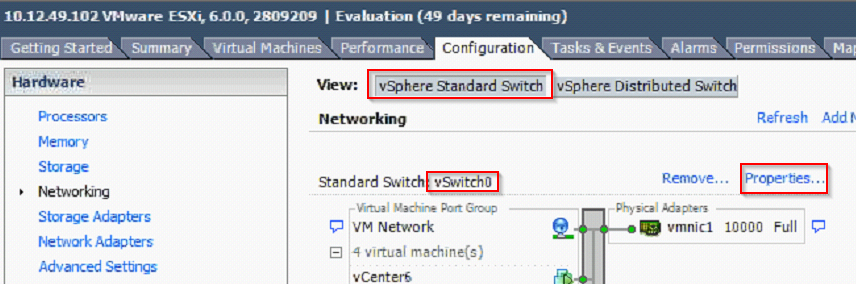 10.12.49.102 VMware ESXi, 6.0.0, 2809209 | Evaluation (49 days remaining)
Getting Started Summary Virtual Machines Performance Configuration Tasks & Events Alarms Permissions Map
Hardware
Processors
Memory
Storage
Networking
Storage Adapters
Network Adapters
Advanced Settings
View: vSphere Standard Switch vSphere Distributed Switch
Networking
Refresh Add N
Standard Switch: vSwitch0 Remove... Properties...
Virtual Machine Port Group Physical Adapters
VM Network vmnic1 10000 Full
4 virtual machine(s)
vCenter6